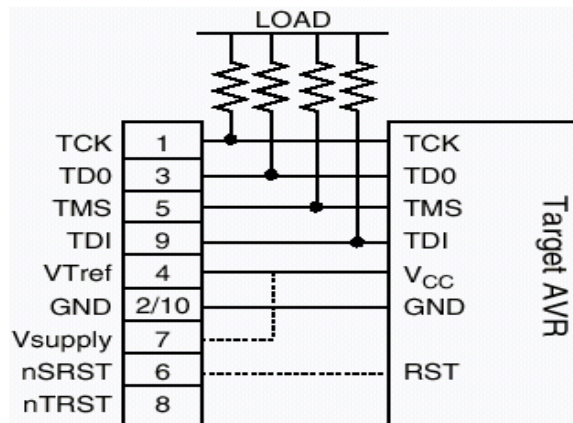 LOAD
TCK 1 TCK
TD0 3 TD0
TMS 5 TMS
TDI 9 TDI
VTref 4 VCC
GND 2/10 GND
Vsupply 7
nSRST 6 RST
nTRST 8
Target AVR